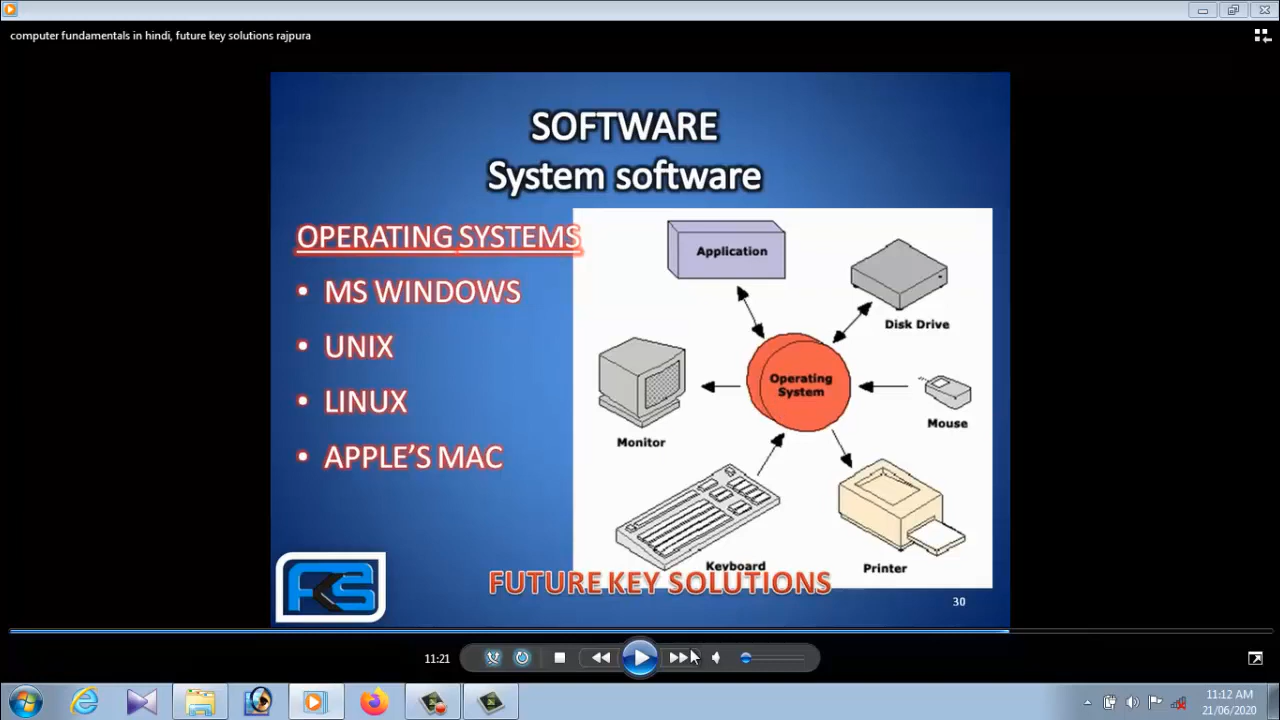 computer fundamentals in hindi, future key solutions rajpura
SOFTWARE
System software
OPERATING SYSTEMS
• MS WINDOWS
• UNIX
• LINUX
• APPLE'S MAC
Application
Disk Drive
Operating
System
Mouse
Monitor
Keyboard
Printer
FKS
FUTURE KEY SOLUTIONS
30
11:21
11:12 AM
21/06/2020